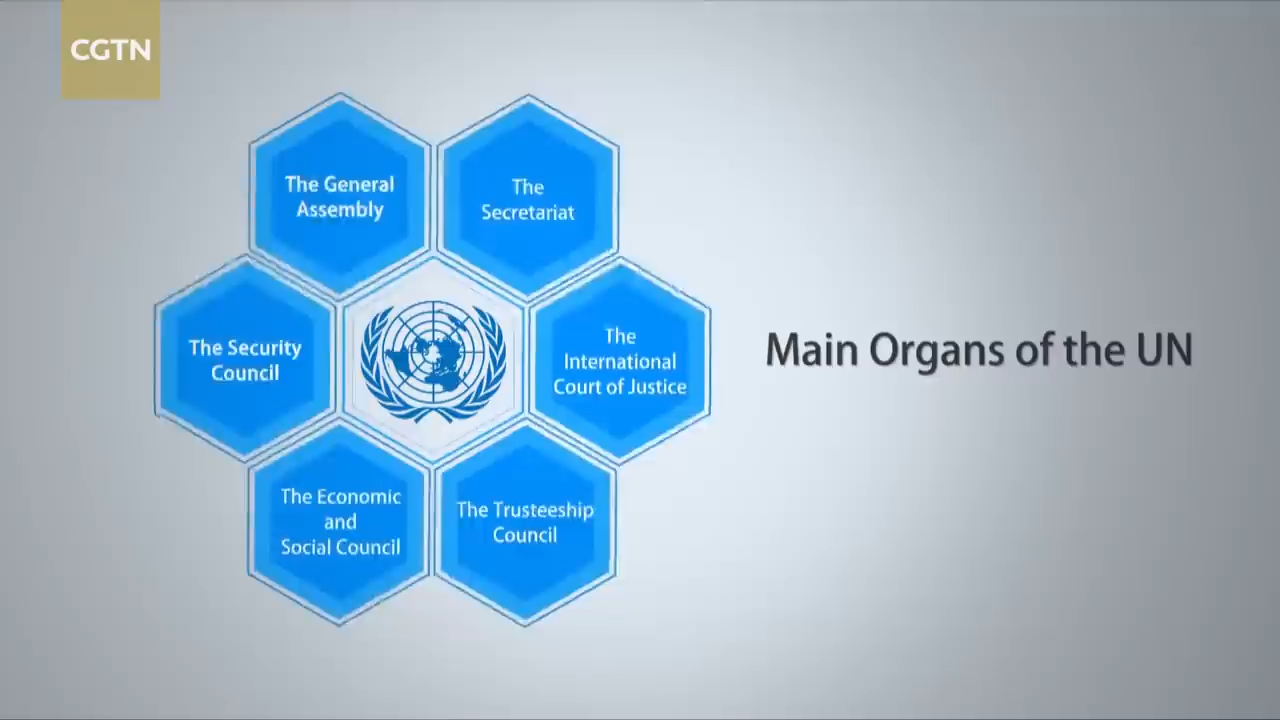 CGTN
The General
Assembly
The
Secretariat
The Security
Council
The
International
Court of Justice
Main Organs of the UN
The Economic
and
Social Council
The Trusteeship
Council